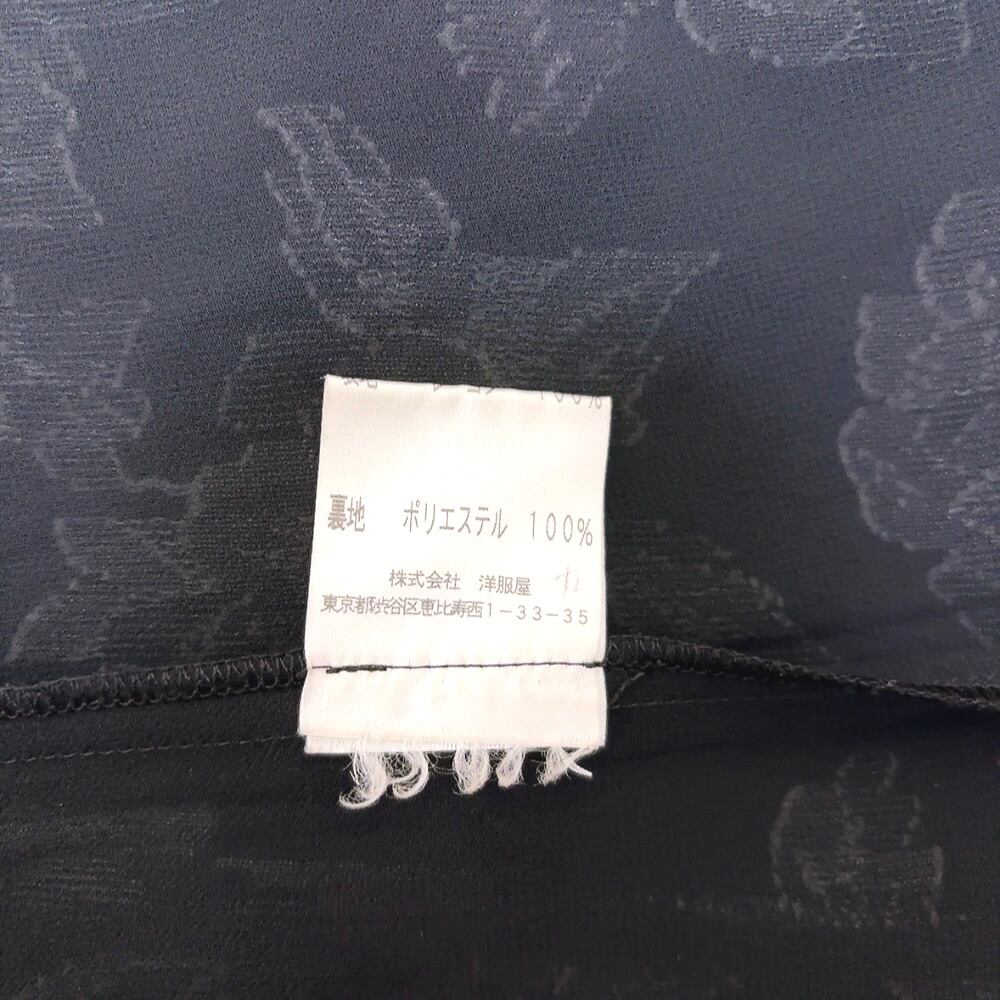 100%
裏地 ポリエステル 100%
株式会社 洋服屋
東京都渋谷区恵比寿西1-33-35